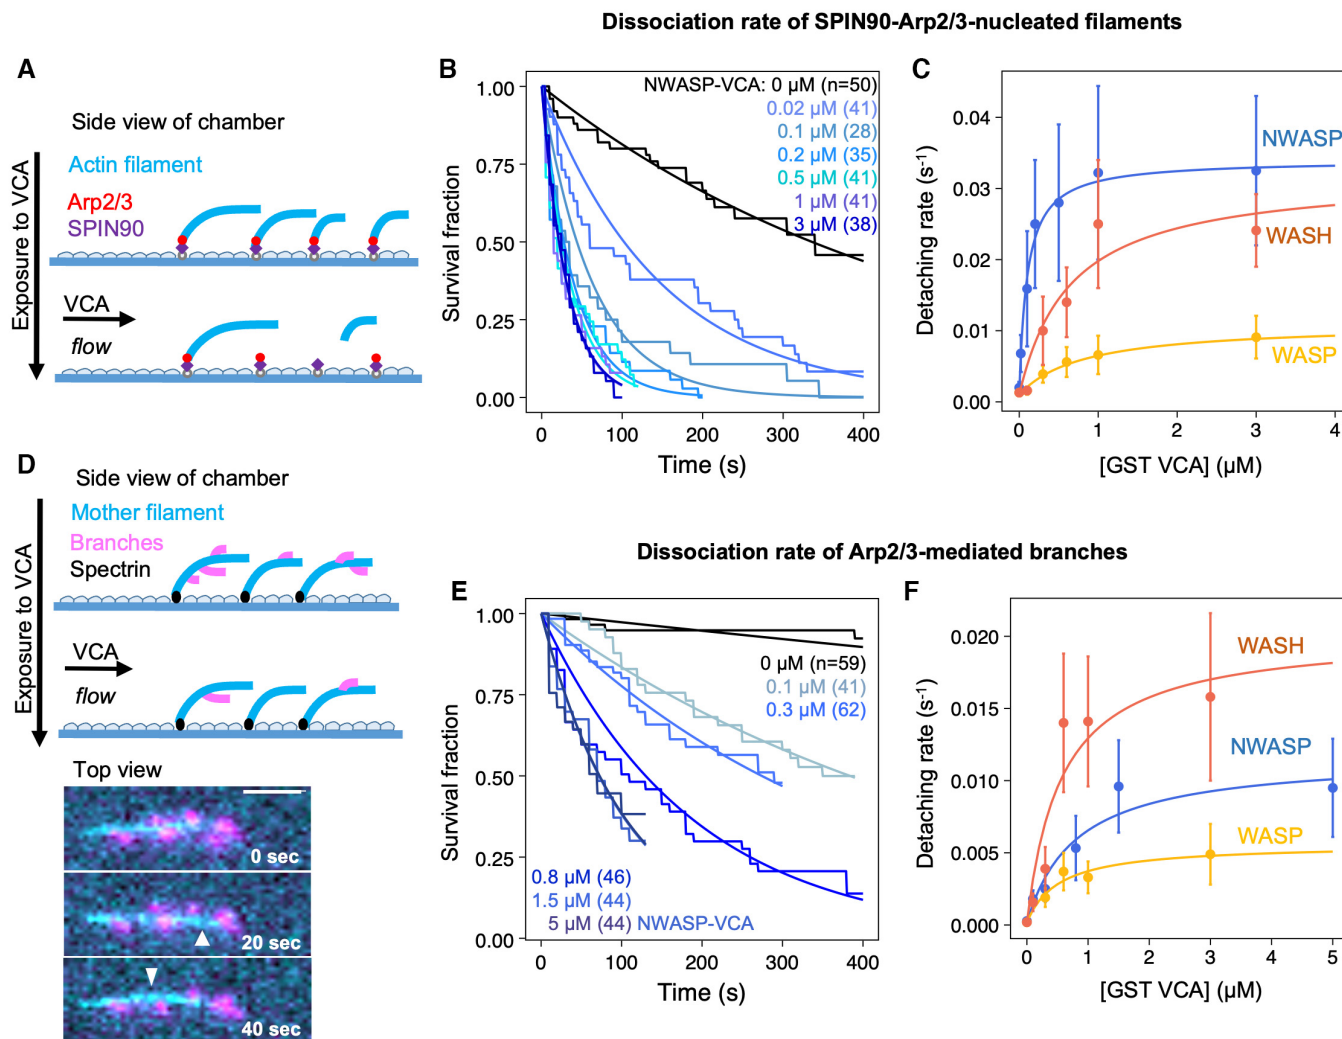 Dissociation rate of SPIN90-Arp2/3-nucleated filaments
A
Side view of chamber
Exposure to VCA
Actin filament
Arp2/3
SPIN90
VCA
flow
B
Survival fraction
1.00
0.75
0.50
0.25
0.00
NWASP-VCA: 0 µM (n=50)
0.02 µM (41)
0.1 µM (28)
0.2 µM (35)
0.5 µM (41)
1 µM (41)
3 µM (38)
0 100 200 300 400
Time (s)
C
Detaching rate (s⁻¹)
0.04
0.03
0.02
0.01
0.00
NWASP
WASH
WASP
0 1 2 3 4
[GST VCA] (µM)
D
Side view of chamber
Exposure to VCA
Mother filament
Branches
Spectrin
VCA
flow
Top view
0 sec
20 sec
40 sec
Dissociation rate of Arp2/3-mediated branches
E
Survival fraction
1.00
0.75
0.50
0.25
0.00
0 µM (n=59)
0.1 µM (41)
0.3 µM (62)
0.8 µM (46)
1.5 µM (44)
5 µM (44) NWASP-VCA
0 100 200 300 400
Time (s)
F
Detaching rate (s⁻¹)
0.020
0.015
0.010
0.005
0.000
WASH
NWASP
WASP
0 1 2 3 4 5
[GST VCA] (µM)